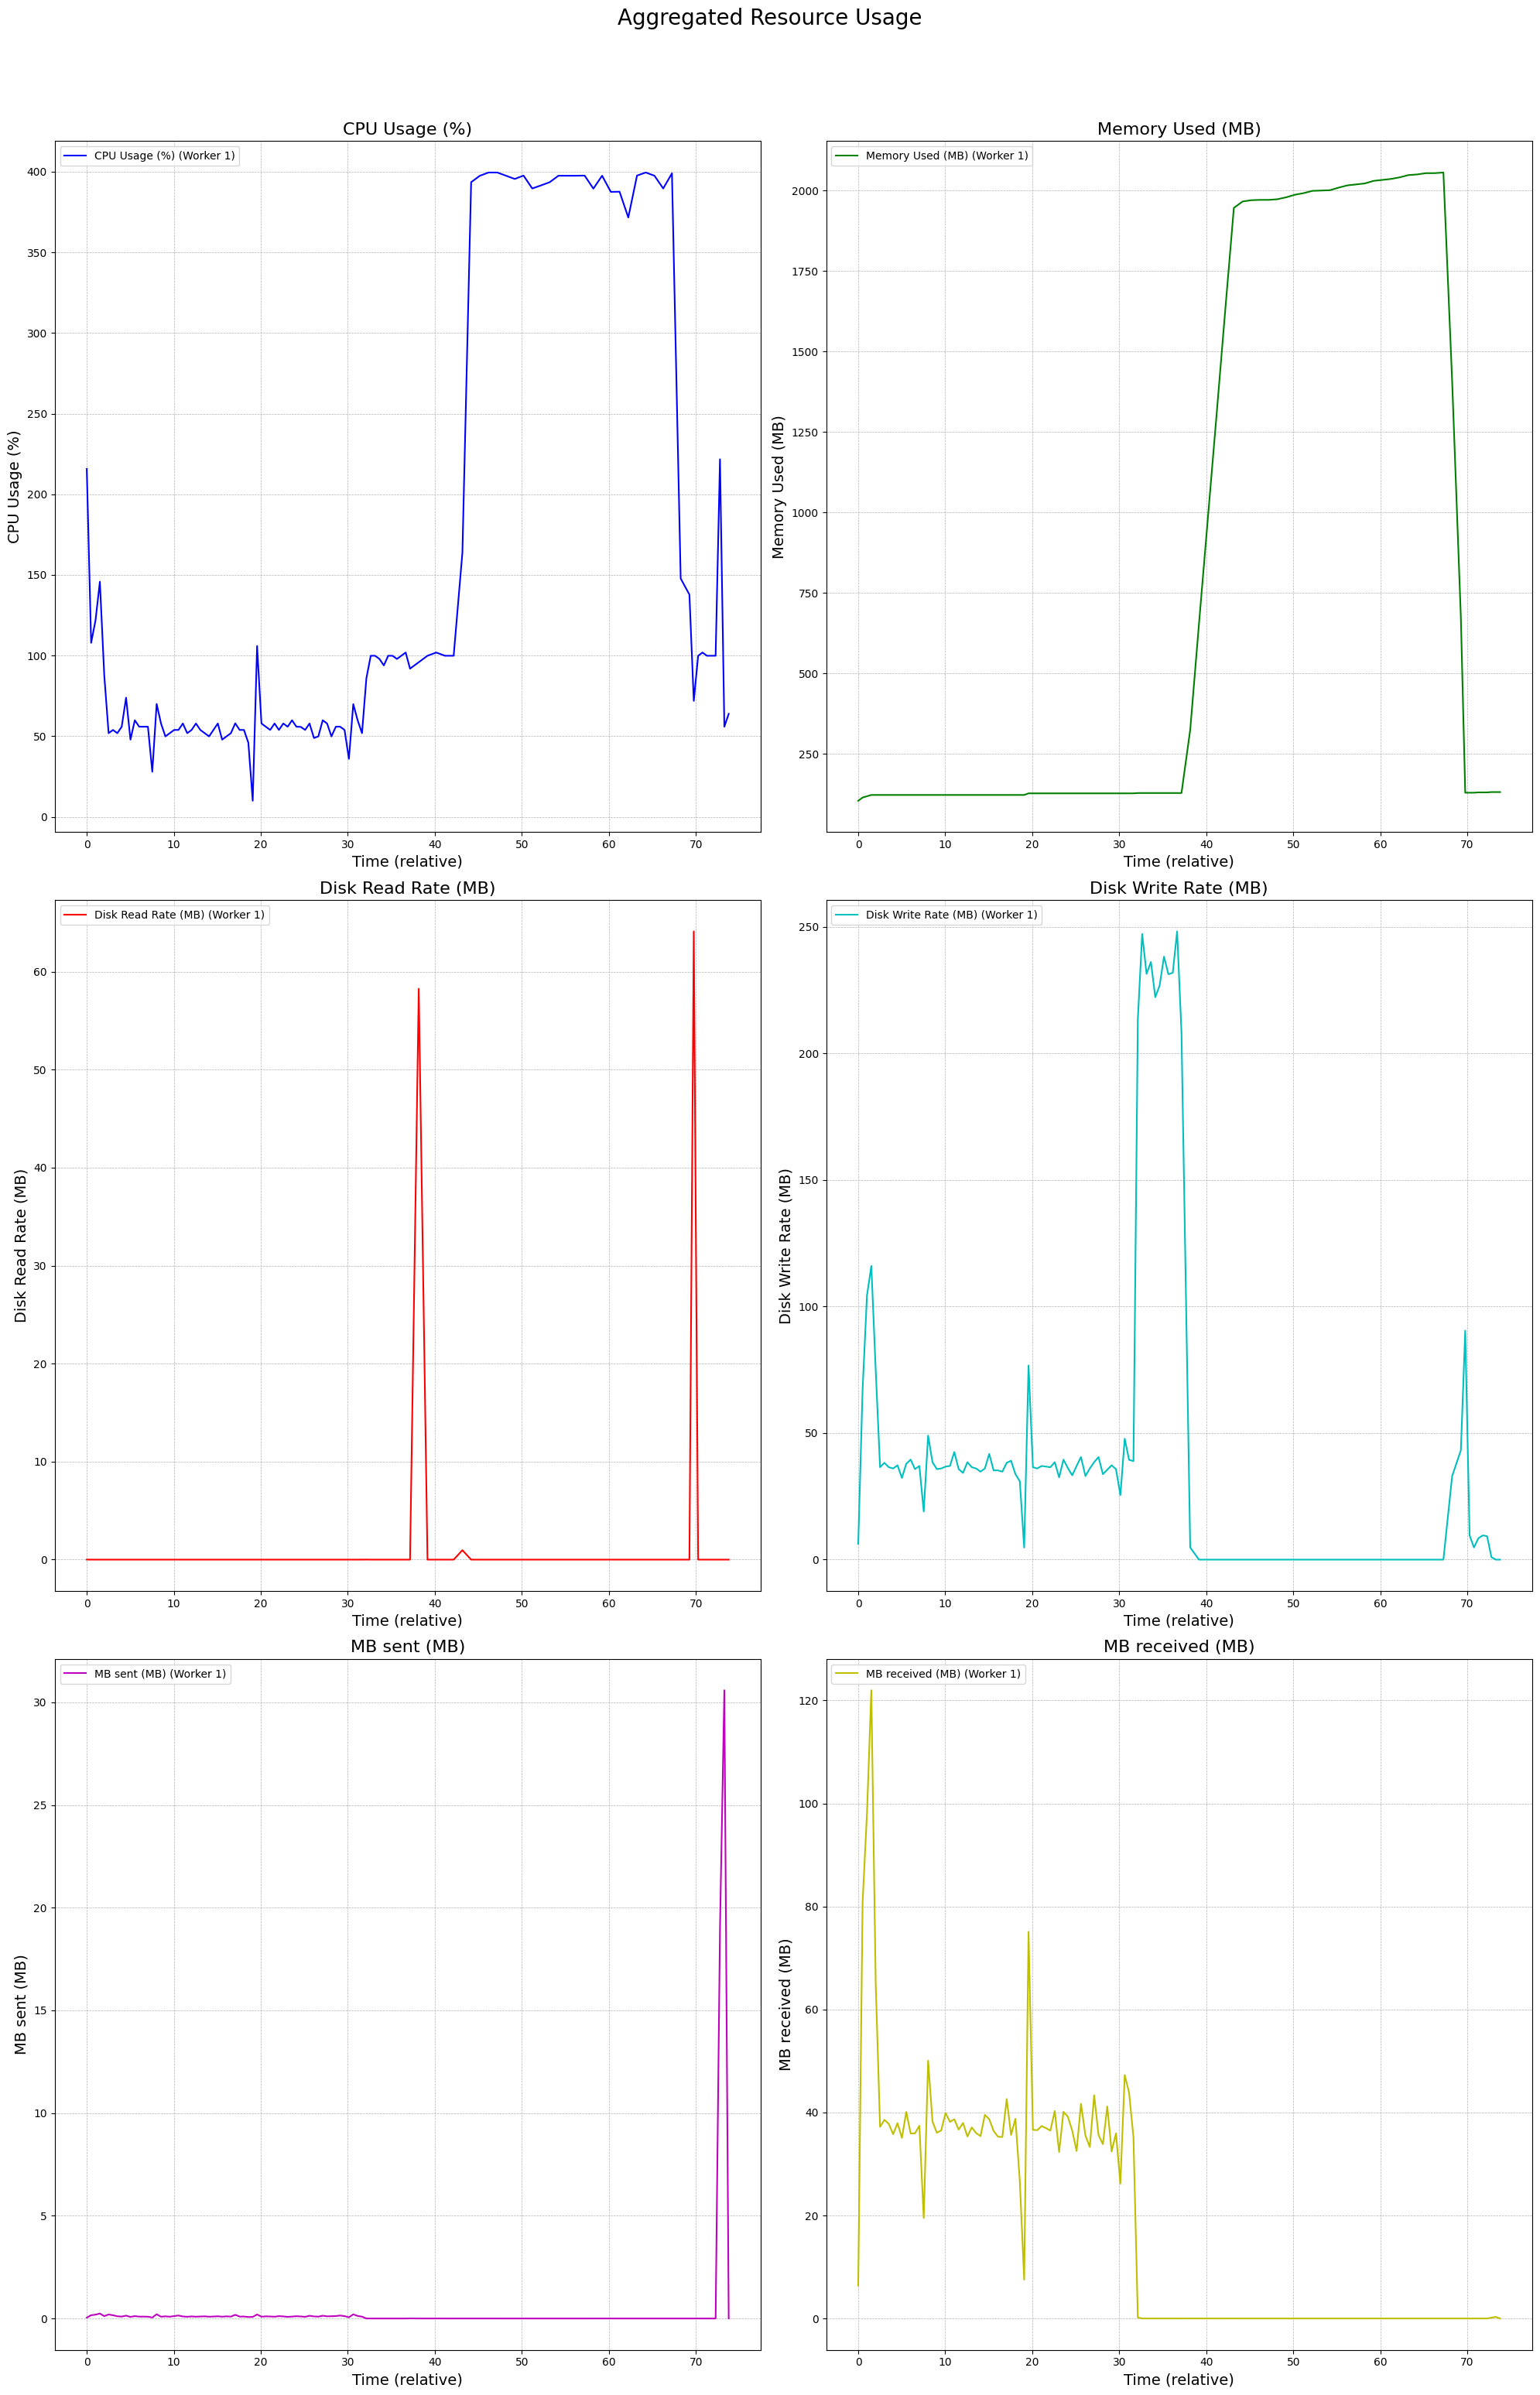 Aggregated Resource Usage
CPU Usage (%)
CPU Usage (%) (Worker 1)
CPU Usage (%)
400
350
300
250
200
150
100
50
0
0 10 20 30 40 50 60 70
Time (relative)
Memory Used (MB)
Memory Used (MB) (Worker 1)
Memory Used (MB)
2000
1750
1500
1250
1000
750
500
250
0 10 20 30 40 50 60 70
Time (relative)
Disk Read Rate (MB)
Disk Read Rate (MB) (Worker 1)
Disk Read Rate (MB)
60
50
40
30
20
10
0
0 10 20 30 40 50 60 70
Time (relative)
Disk Write Rate (MB)
Disk Write Rate (MB) (Worker 1)
Disk Write Rate (MB)
250
200
150
100
50
0
0 10 20 30 40 50 60 70
Time (relative)
MB sent (MB)
MB sent (MB) (Worker 1)
MB sent (MB)
30
25
20
15
10
5
0
0 10 20 30 40 50 60 70
Time (relative)
MB received (MB)
MB received (MB) (Worker 1)
MB received (MB)
120
100
80
60
40
20
0
0 10 20 30 40 50 60 70
Time (relative)